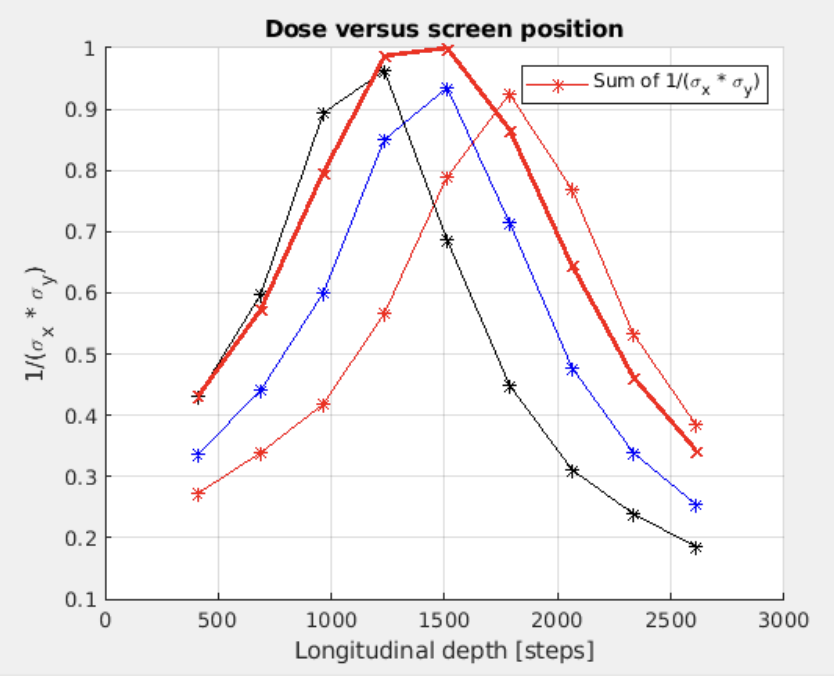 Dose versus screen position
1
0.9
0.8
0.7
0.6
0.5
0.4
0.3
0.2
0.1
1/(σx * σy)
Sum of 1/(σx * σy)
0 500 1000 1500 2000 2500 3000
Longitudinal depth [steps]